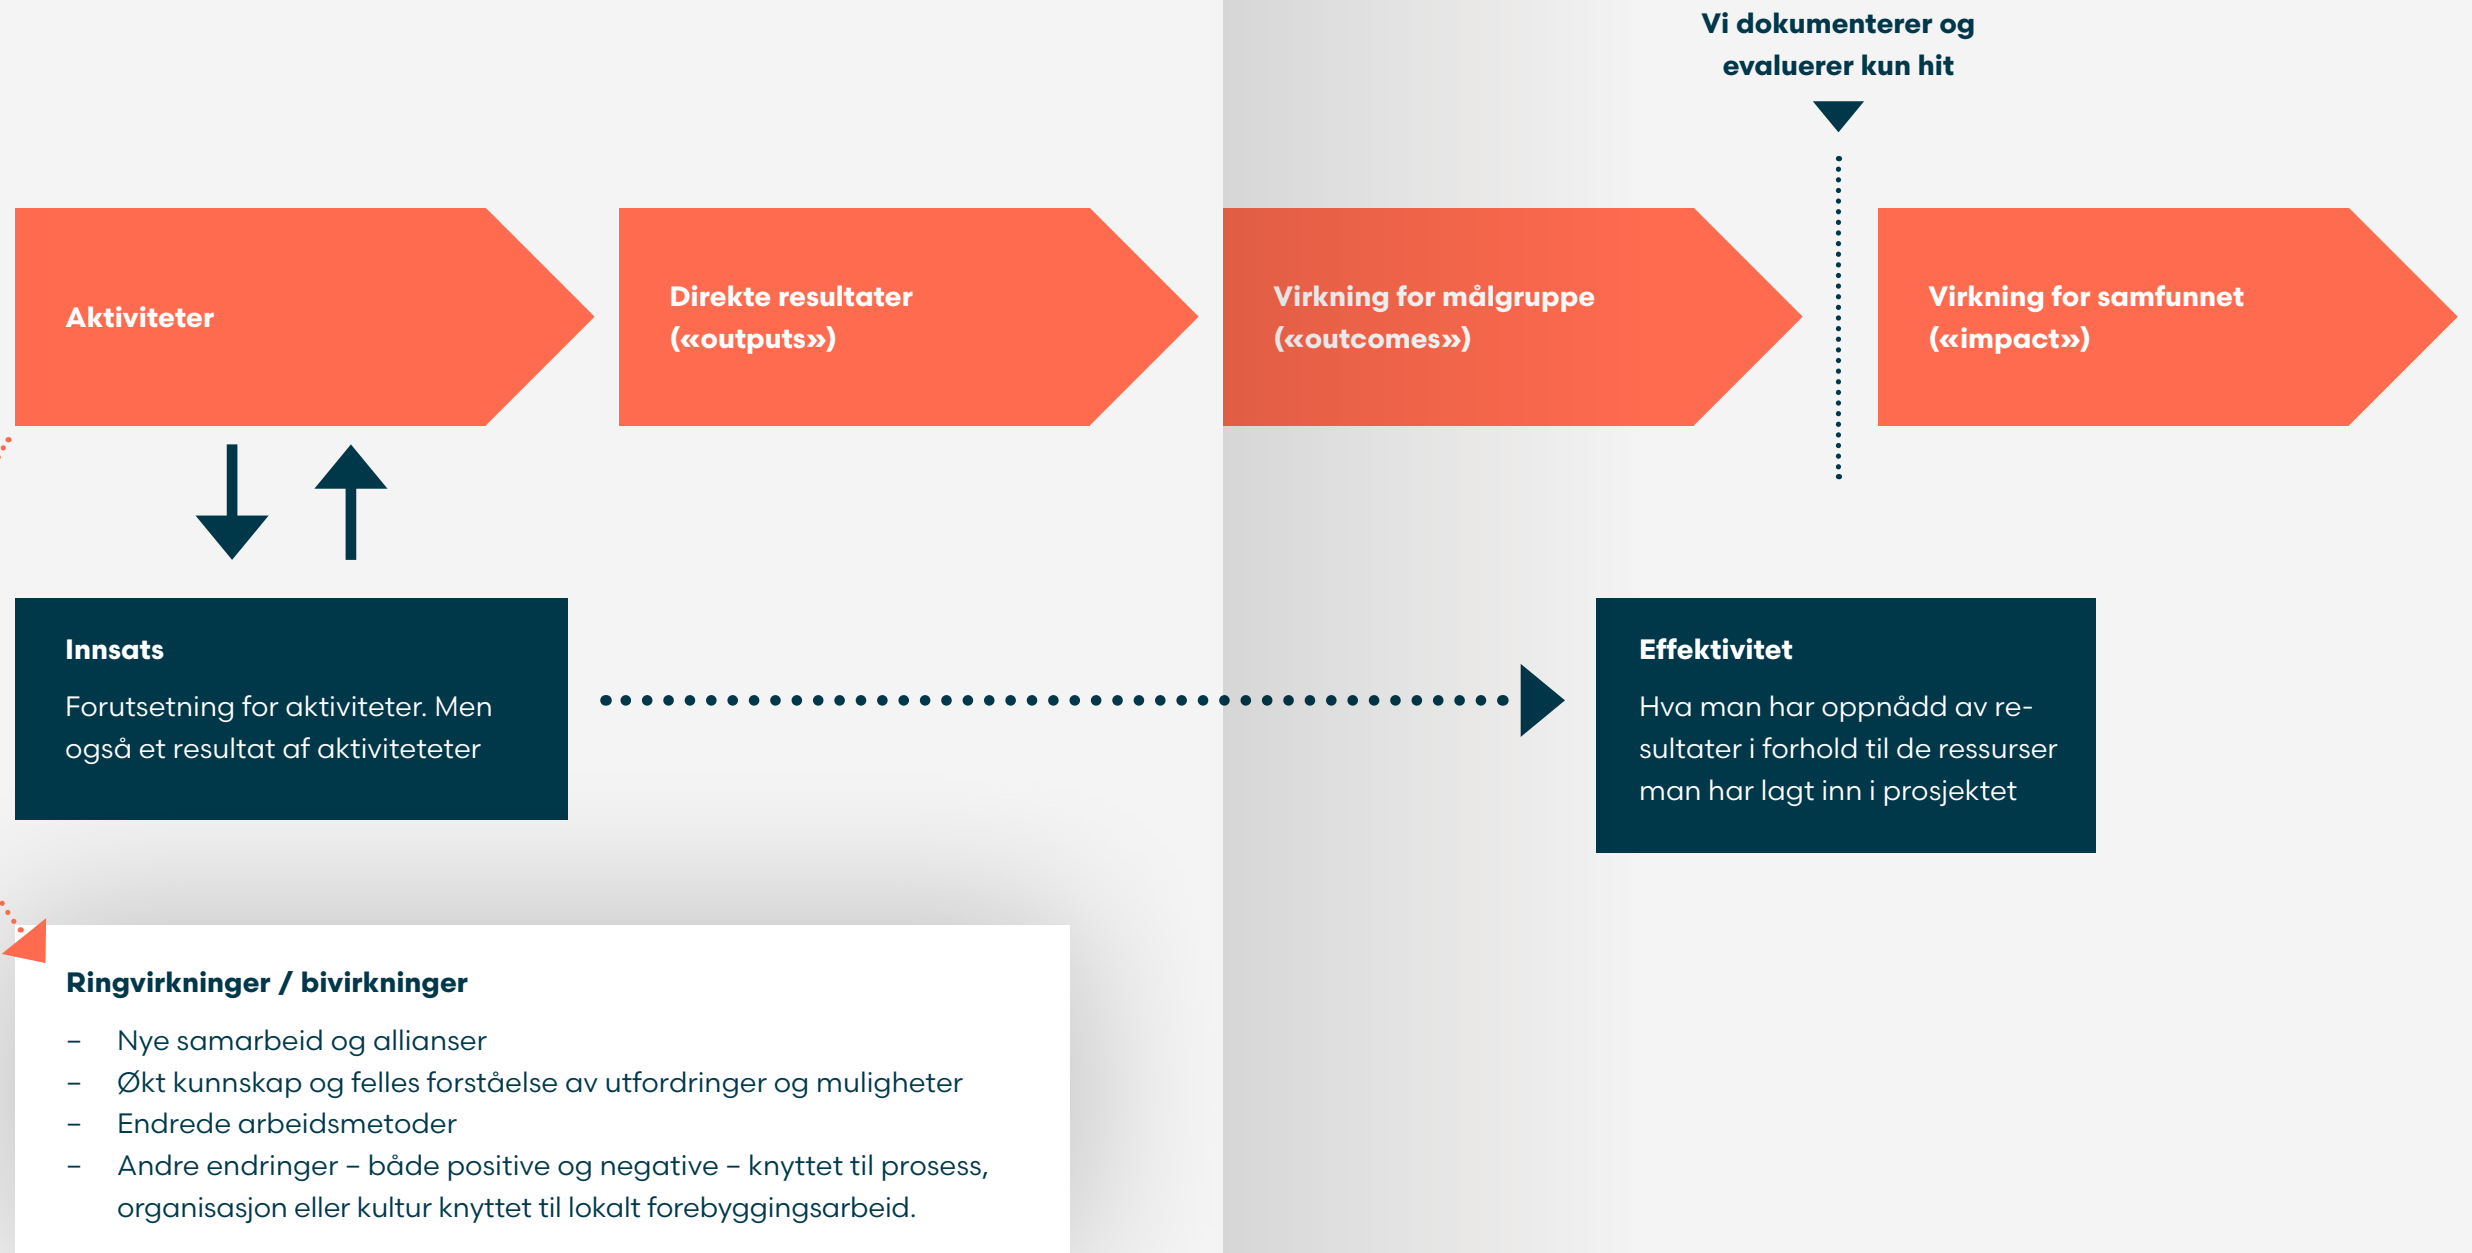 Vi dokumenterer og
evaluerer kun hit
Aktiviteter
Direkte resultater
(«outputs»)
Virkning for målgruppe
(«outcomes»)
Virkning for samfunnet
(«impact»)
Innsats
Forutsetning for aktiviteter. Men
også et resultat af aktiviteteter
Effektivitet
Hva man har oppnådd av re-
sultater i forhold til de ressurser
man har lagt inn i prosjektet
Ringvirkninger / bivirkninger
– Nye samarbeid og allianser
– Økt kunnskap og felles forståelse av utfordringer og muligheter
– Endrede arbeidsmetoder
– Andre endringer – både positive og negative – knyttet til prosess,
organisasjon eller kultur knyttet til lokalt forebyggingsarbeid.